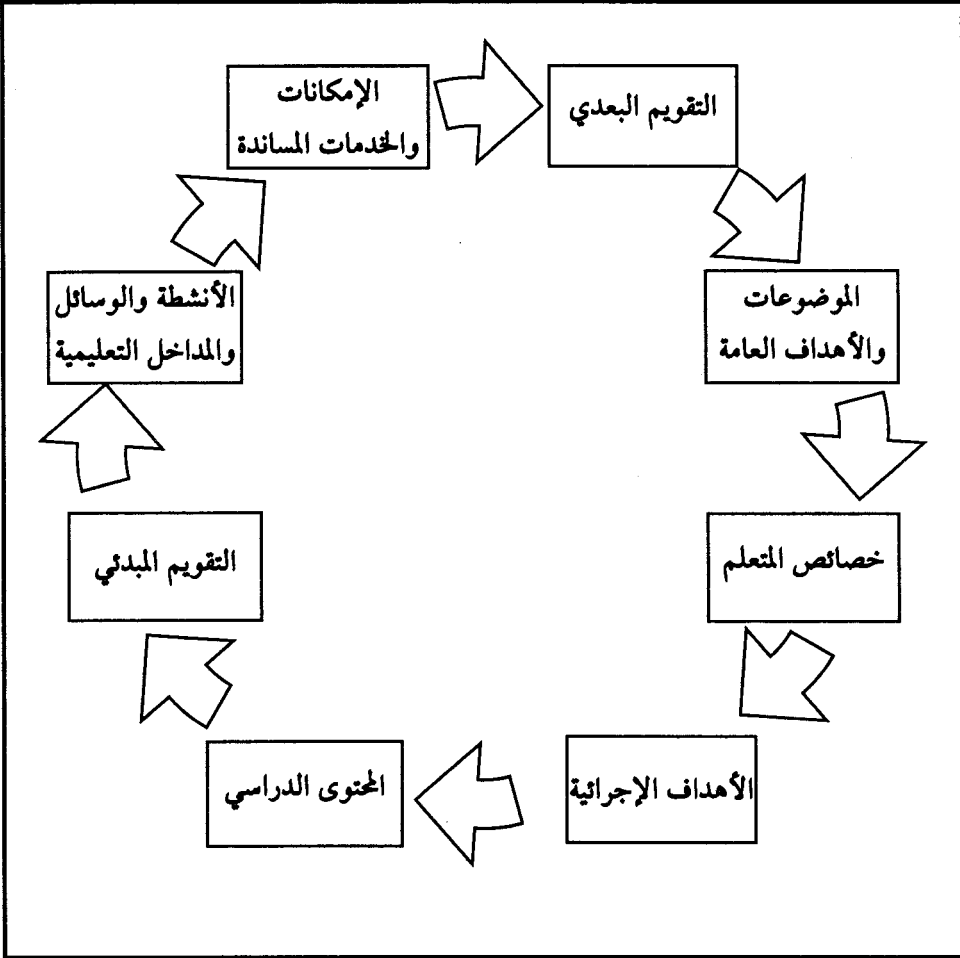 الإمكانات
والخدمات المساندة
التقويم البعدي
الموضوعات
والأهداف العامة
خصائص المتعلم
الأهداف الإجرائية
المحتوى الدراسي
التقويم المبدئي
الأنشطة والوسائل
والمداخل التعليمية